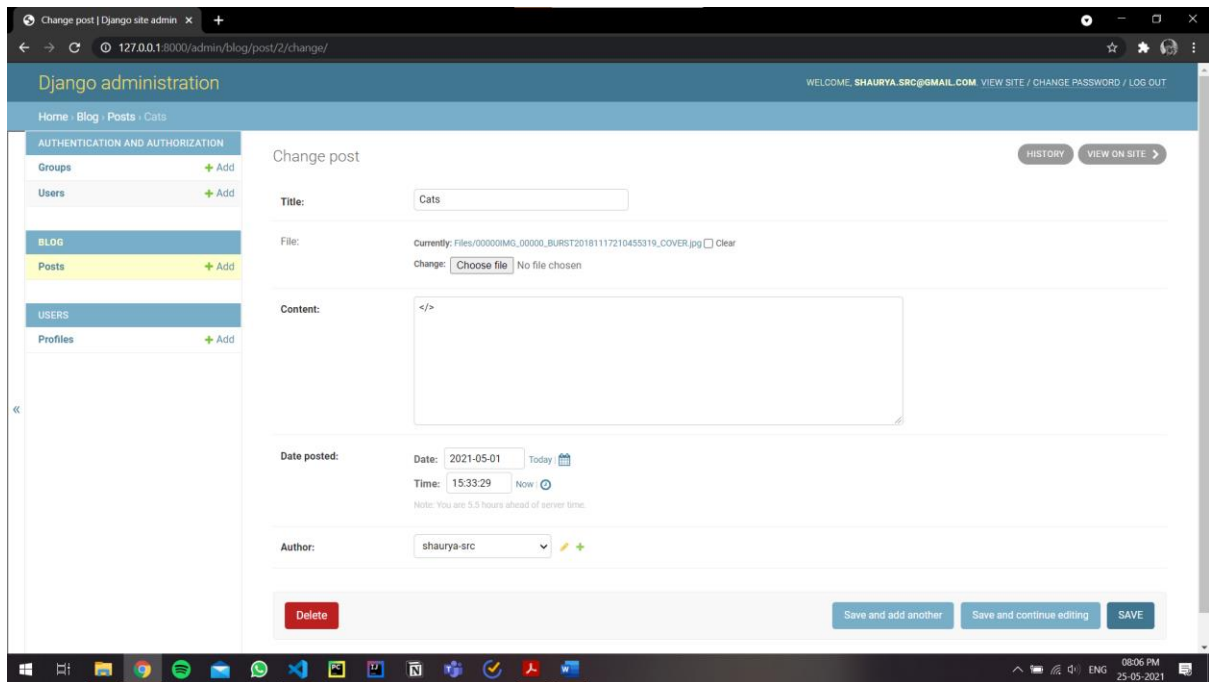 Change post | Django site admin
127.0.0.1:8000/admin/blog/post/2/change/
Django administration
WELCOME, SHAURYA.SRC@GMAIL.COM. VIEW SITE / CHANGE PASSWORD / LOG OUT
Home › Blog › Posts › Cats
AUTHENTICATION AND AUTHORIZATION
Groups + Add
Users + Add
BLOG
Posts + Add
USERS
Profiles + Add
«
Change post
HISTORY VIEW ON SITE
Title: Cats
File: Currently: Files/00000IMG_00000_BURST20181117210455319_COVER.jpg Clear
Change: Choose file No file chosen
Content: </>
Date posted: Date: 2021-05-01 Today |
Time: 15:33:29 Now |
Note: You are 5.5 hours ahead of server time.
Author: shaurya-src
Delete Save and add another Save and continue editing SAVE
ENG 08:06 PM
25-05-2021